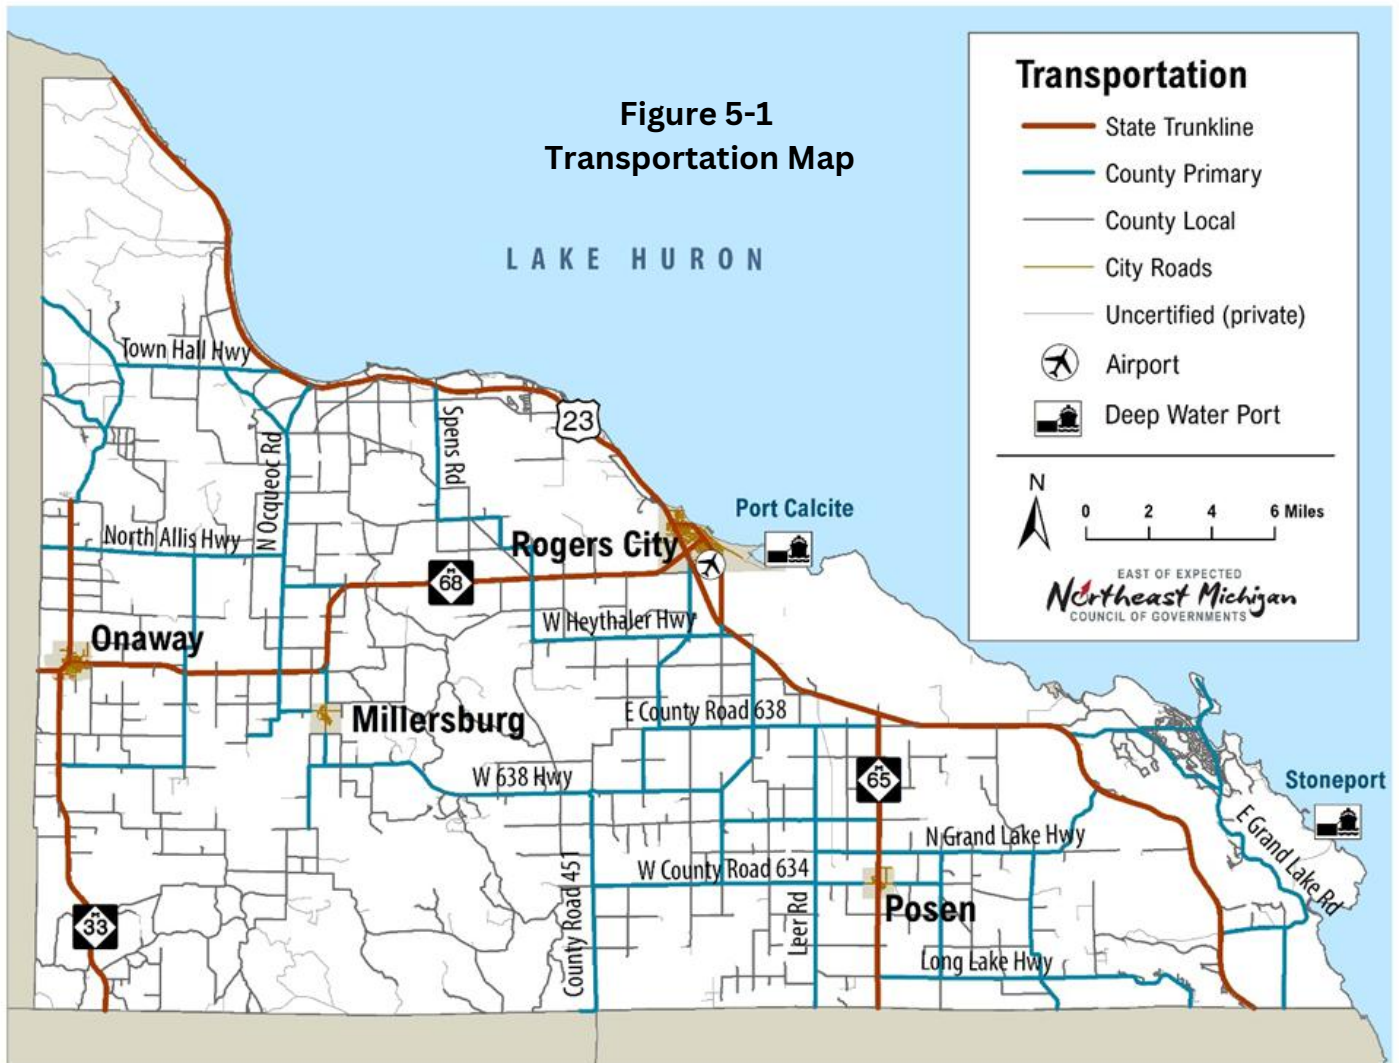 Figure 5-1
Transportation Map
LAKE HURON
Transportation
State Trunkline
County Primary
County Local
City Roads
Uncertified (private)
Airport
Deep Water Port
N
0 2 4 6 Miles
EAST OF EXPECTED
Northeast Michigan
COUNCIL OF GOVERNMENTS
Town Hall Hwy
23
Spens Rd
N Ocqueoc Rd
North Allis Hwy
Port Calcite
Rogers City
M
68
W Heythaler Hwy
Onaway
Millersburg
E County Road 638
W 638 Hwy
M
65
Stoneport
N Grand Lake Hwy
E Grand Lake Rd
W County Road 634
County Road 451
Leer Rd
Posen
M
33
Long Lake Hwy